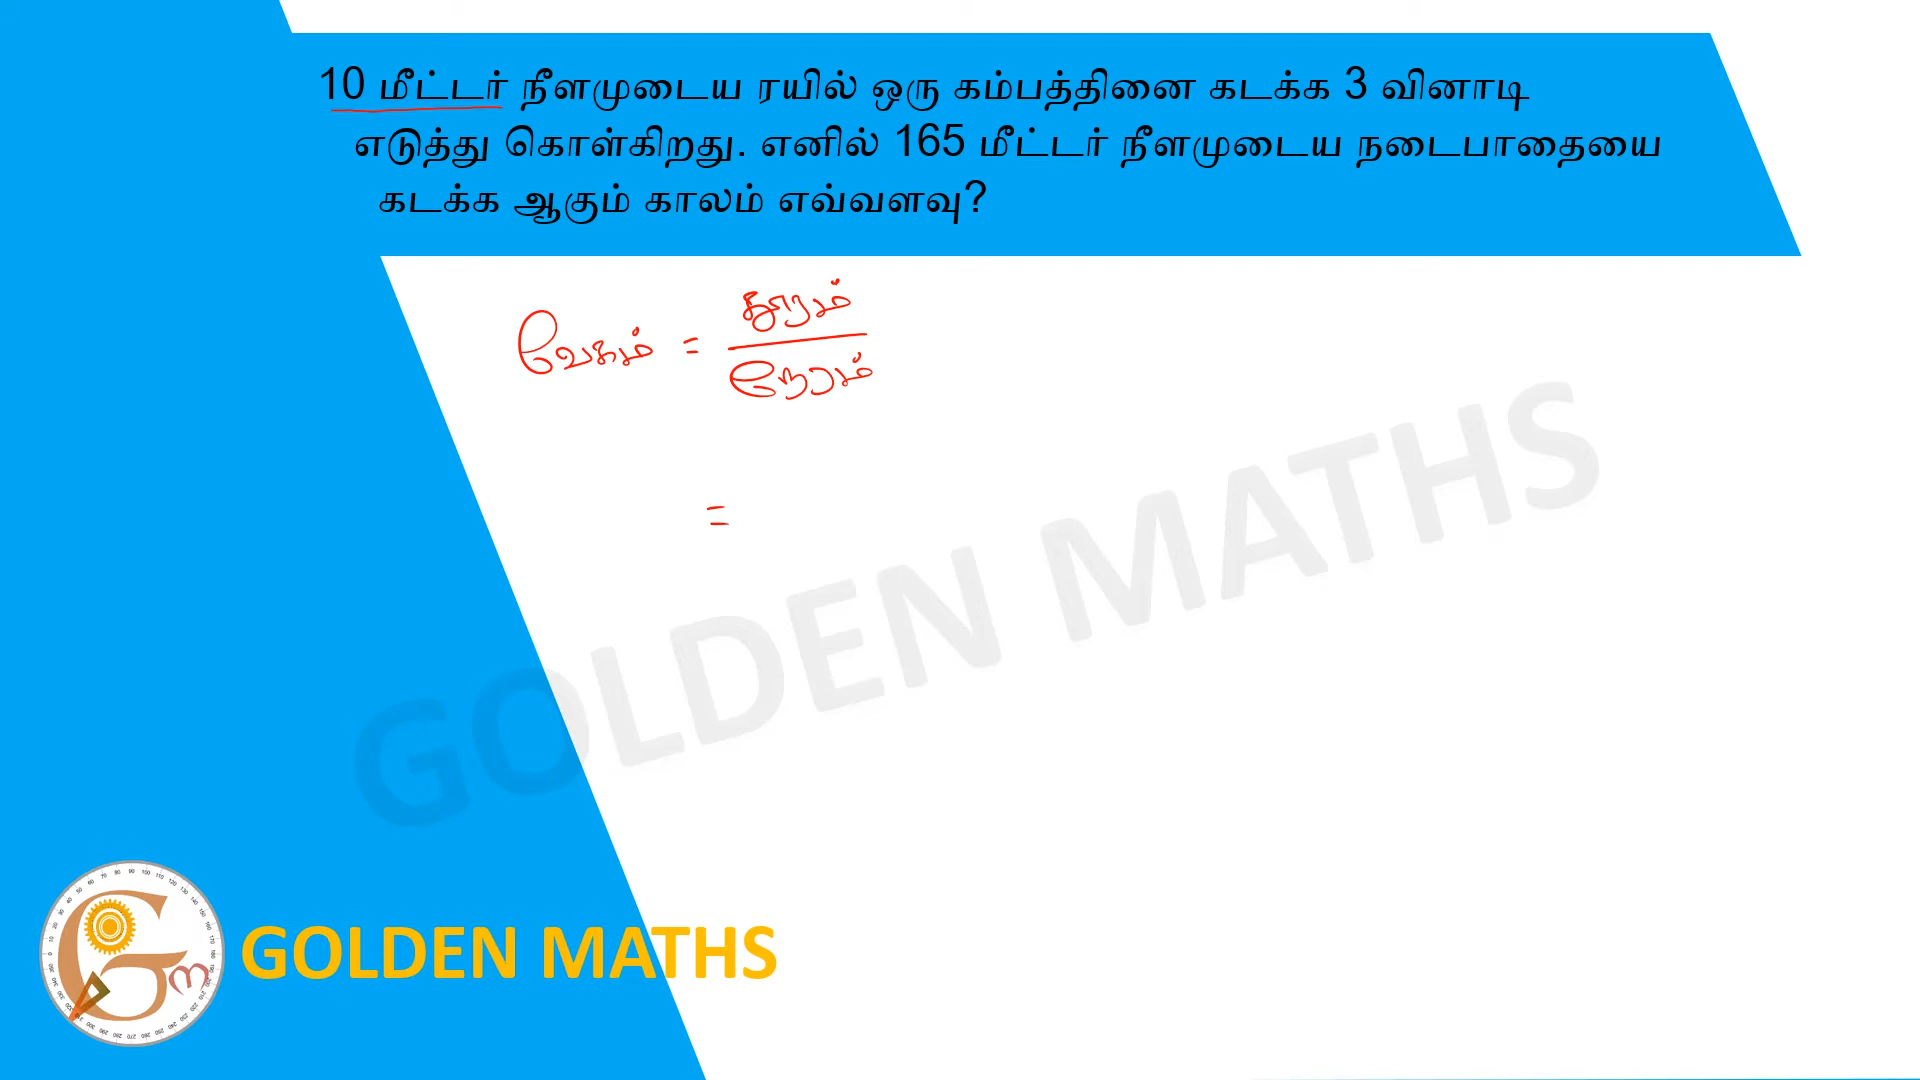 10 மீட்டர் நீளமுடைய ரயில் ஒரு கம்பத்தினை கடக்க 3 வினாடி
எடுத்து கொள்கிறது. எனில் 165 மீட்டர் நீளமுடைய நடைபாதையை
கடக்க ஆகும் காலம் எவ்வளவு?
வேகம் = தூரம் / நேரம்
=
GOLDEN MATHS
GOLDEN MATHS